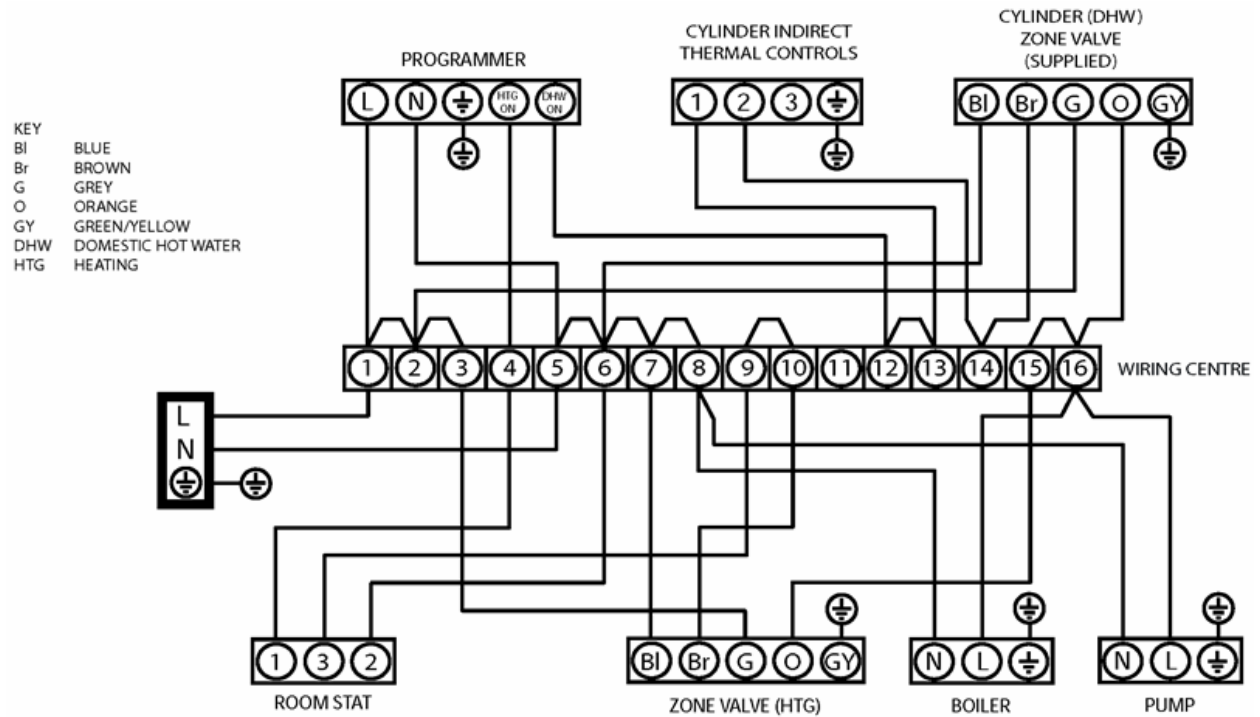 CYLINDER INDIRECT
THERMAL CONTROLS
CYLINDER (DHW)
ZONE VALVE
(SUPPLIED)
PROGRAMMER
L N HTG ON DHW ON
1 2 3
Bl Br G O GY
KEY
Bl BLUE
Br BROWN
G GREY
O ORANGE
GY GREEN/YELLOW
DHW DOMESTIC HOT WATER
HTG HEATING
1 2 3 4 5 6 7 8 9 10 11 12 13 14 15 16
WIRING CENTRE
L
N
1 3 2
ROOM STAT
Bl Br G O GY
ZONE VALVE (HTG)
N L
BOILER
N L
PUMP